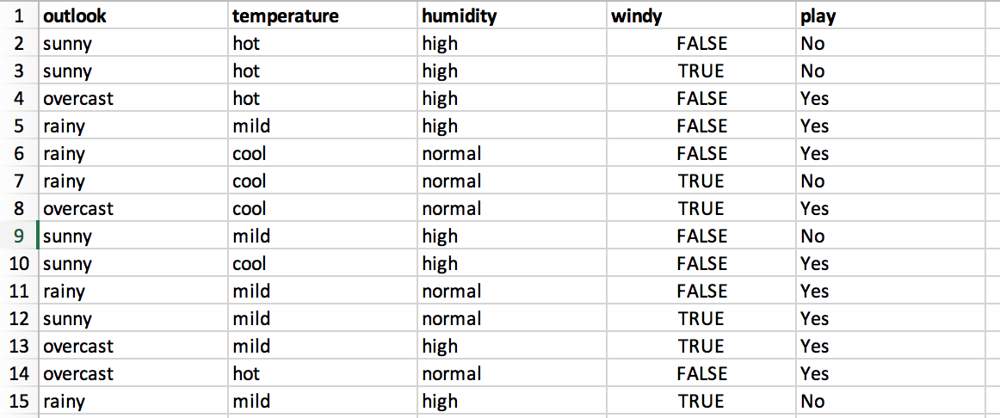 1 outlook temperature humidity windy play
2 sunny hot high FALSE No
3 sunny hot high TRUE No
4 overcast hot high FALSE Yes
5 rainy mild high FALSE Yes
6 rainy cool normal FALSE Yes
7 rainy cool normal TRUE No
8 overcast cool normal TRUE Yes
9 sunny mild high FALSE No
10 sunny cool high FALSE Yes
11 rainy mild normal FALSE Yes
12 sunny mild normal TRUE Yes
13 overcast mild high TRUE Yes
14 overcast hot normal FALSE Yes
15 rainy mild high TRUE No